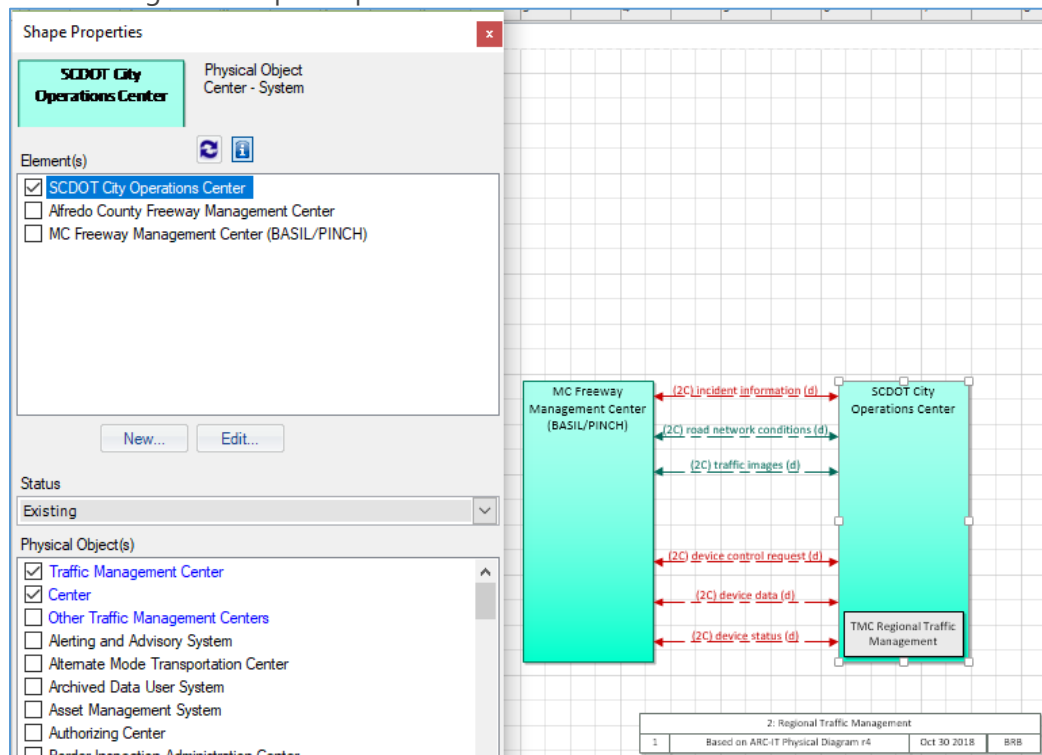 Shape Properties
x
SCDOT City
Operations Center
Physical Object
Center - System
Element(s)
SCDOT City Operations Center
Alfredo County Freeway Management Center
MC Freeway Management Center (BASIL/PINCH)
New...
Edit...
Status
Existing
Physical Object(s)
Traffic Management Center
Center
Other Traffic Management Centers
Alerting and Advisory System
Alternate Mode Transportation Center
Archived Data User System
Asset Management System
Authorizing Center
Border Inspection Administration Center
MC Freeway
Management Center
(BASIL/PINCH)
(2C) incident information (d)
(2C) road network conditions (d)
(2C) traffic images (d)
(2C) device control request (d)
(2C) device data (d)
(2C) device status (d)
SCDOT City
Operations Center
TMC Regional Traffic
Management
2: Regional Traffic Management
1 Based on ARC-IT Physical Diagram r4 Oct 30 2018 BRB